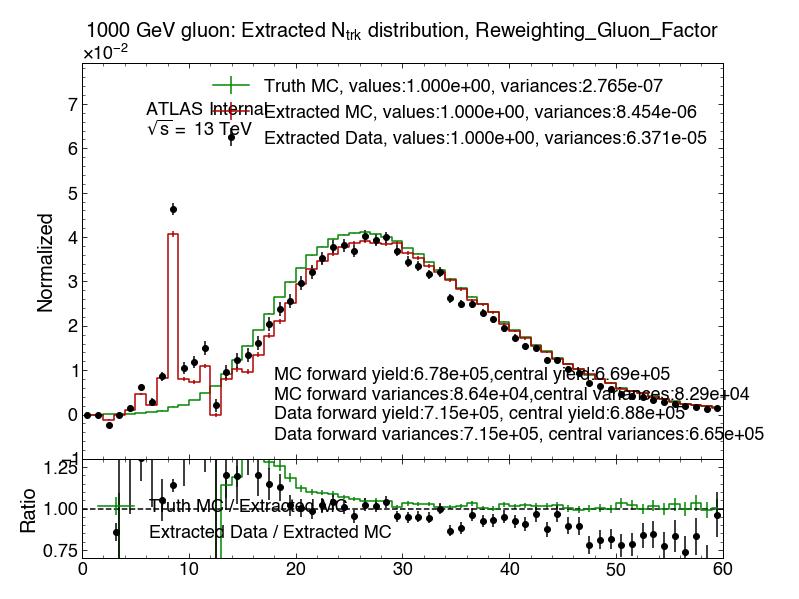 1000 GeV gluon: Extracted N_trk distribution, Reweighting_Gluon_Factor
×10⁻²
Truth MC, values:1.000e+00, variances:2.765e-07
ATLAS Internal
Extracted MC, values:1.000e+00, variances:8.454e-06
√s = 13 TeV
Extracted Data, values:1.000e+00, variances:6.371e-05
7
6
5
4
3
2
1
0
1
Normalized
MC forward yield:6.78e+05,central yield:6.69e+05
MC forward variances:8.64e+04,central variances:8.29e+04
Data forward yield:7.15e+05, central yield:6.88e+05
Data forward variances:7.15e+05, central variances:6.65e+05
1.25
1.00
0.75
Ratio
Truth MC / Extracted MC
Extracted Data / Extracted MC
0 10 20 30 40 50 60